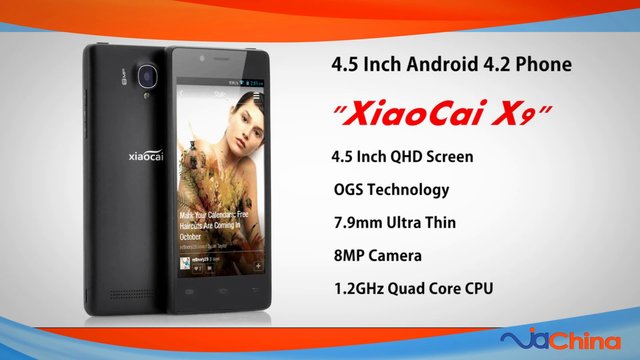 4.5 Inch Android 4.2 Phone
"XiaoCai X9"
4.5 Inch QHD Screen
OGS Technology
7.9mm Ultra Thin
8MP Camera
1.2GHz Quad Core CPU
xiaocai
Mark Your Calendars: Free
Haircuts Are Coming In
October
ViaChina